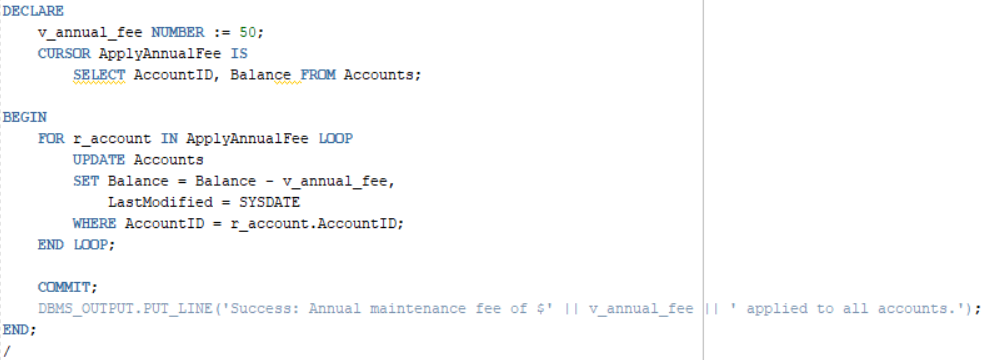 DECLARE
    v_annual_fee NUMBER := 50;
    CURSOR ApplyAnnualFee IS
        SELECT AccountID, Balance FROM Accounts;

BEGIN
    FOR r_account IN ApplyAnnualFee LOOP
        UPDATE Accounts
        SET Balance = Balance - v_annual_fee,
            LastModified = SYSDATE
        WHERE AccountID = r_account.AccountID;
    END LOOP;

    COMMIT;
    DBMS_OUTPUT.PUT_LINE('Success: Annual maintenance fee of $' || v_annual_fee || ' applied to all accounts.');
END;
/